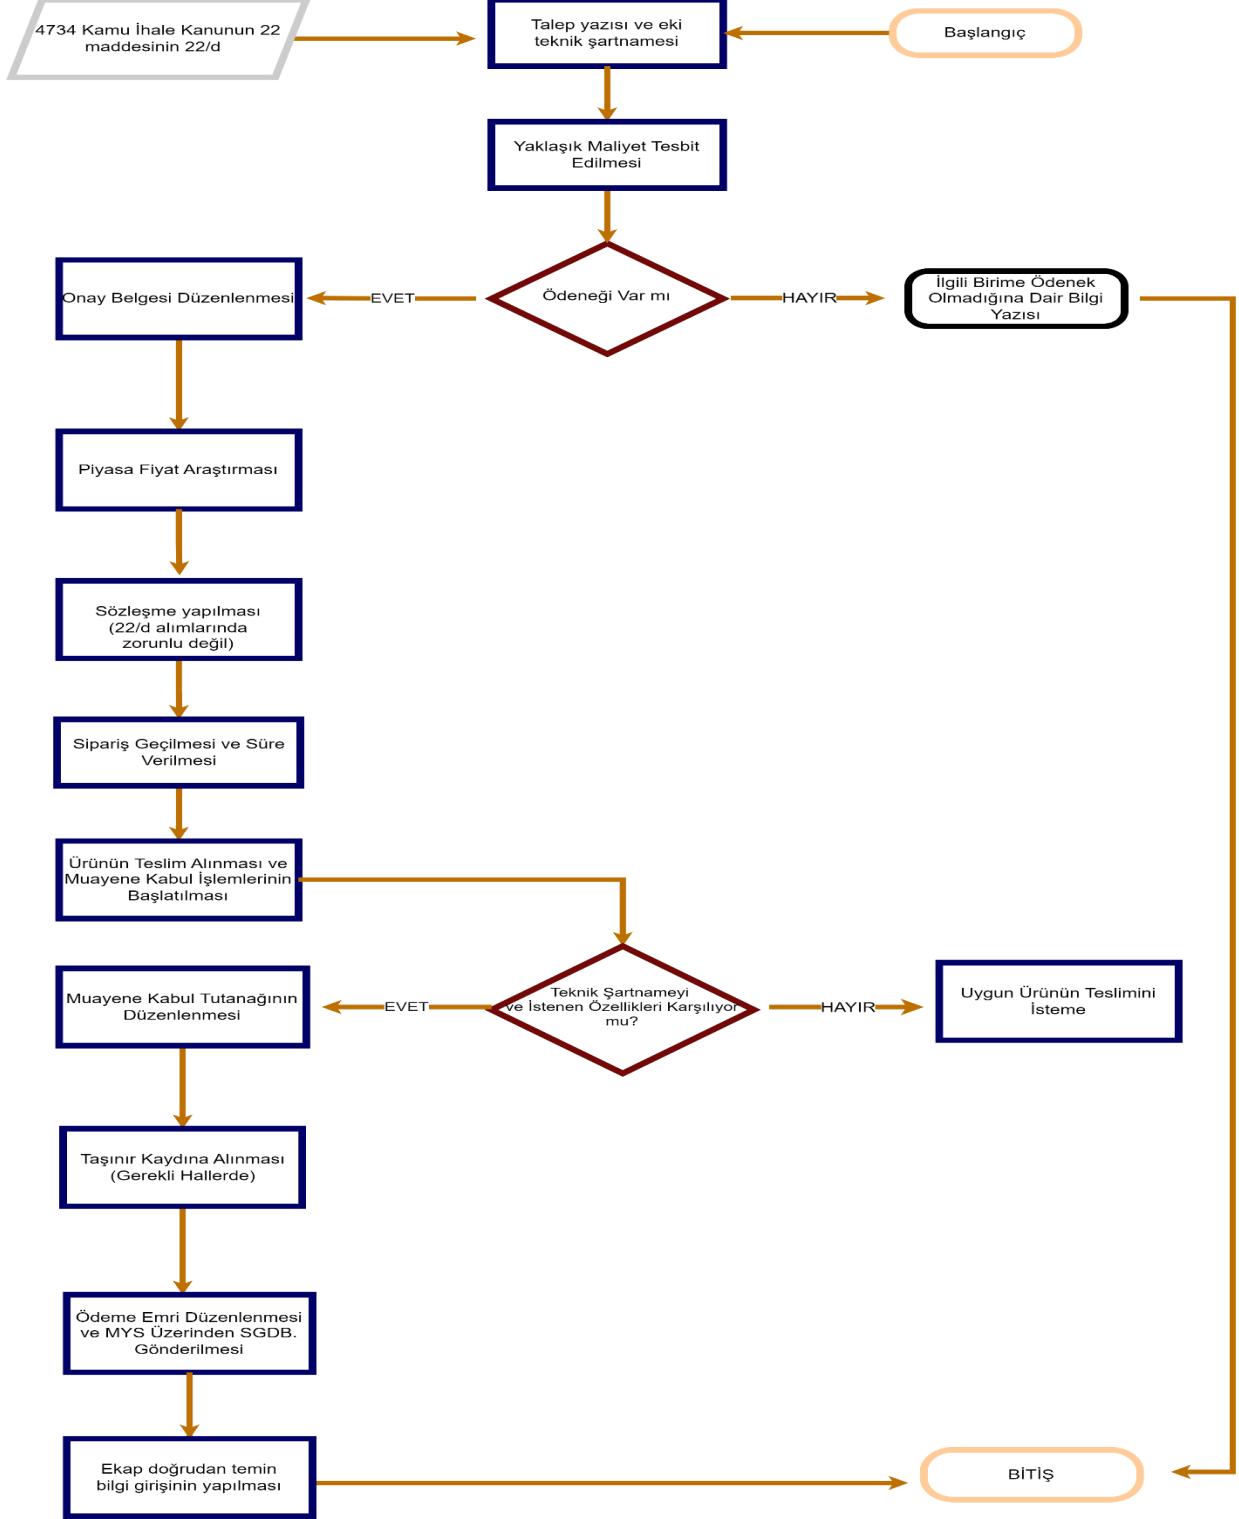 4734 Kamu İhale Kanunun 22
maddesinin 22/d
Talep yazısı ve eki
teknik şartnamesi
Başlangıç
Yaklaşık Maliyet Tesbit
Edilmesi
Onay Belgesi Düzenlenmesi
EVET
Ödeneği Var mı
HAYIR
İlgili Birime Ödenek
Olmadığına Dair Bilgi
Yazısı
Piyasa Fiyat Araştırması
Sözleşme yapılması
(22/d alımlarında
zorunlu değil)
Sipariş Geçilmesi ve Süre
Verilmesi
Ürünün Teslim Alınması ve
Muayene Kabul İşlemlerinin
Başlatılması
Muayene Kabul Tutanağının
Düzenlenmesi
EVET
Teknik Şartnameyi
ve İstenen Özellikleri Karşılıyor
mu?
HAYIR
Uygun Ürünün Teslimini
İsteme
Taşınır Kaydına Alınması
(Gerekli Hallerde)
Ödeme Emri Düzenlenmesi
ve MYS Üzerinden SGDB.
Gönderilmesi
Ekap doğrudan temin
bilgi girişinin yapılması
BİTİŞ